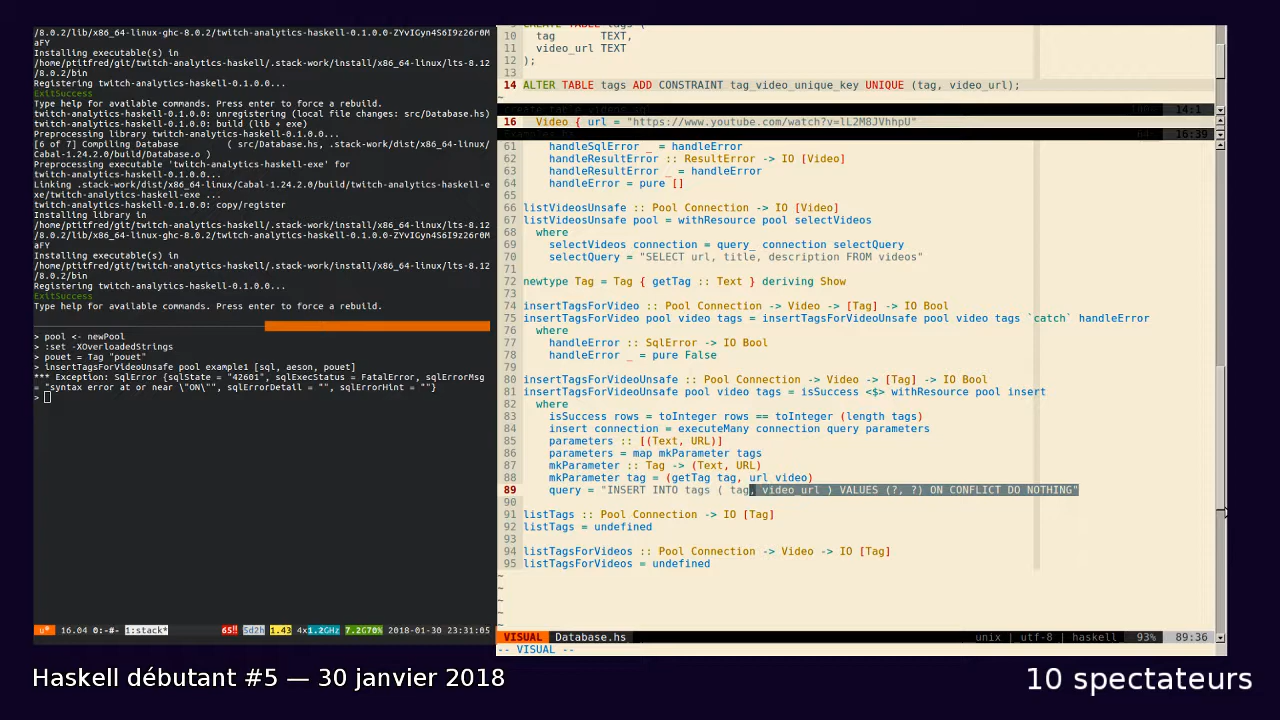 /8.0.2/lib/x86_64-linux-ghc-8.0.2/twitch-analytics-haskell-0.1.0.0-ZYvIGyn4S6I9z26r0M
aFY
Installing executable(s) in
/home/ptitfred/git/twitch-analytics-haskell/.stack-work/install/x86_64-linux/lts-8.12
/8.0.2/bin
Registering twitch-analytics-haskell-0.1.0.0...
ExitSuccess
Type help for available commands. Press enter to force a rebuild.
twitch-analytics-haskell-0.1.0.0: unregistering (local file changes: src/Database.hs)
twitch-analytics-haskell-0.1.0.0: build (lib + exe)
Preprocessing library twitch-analytics-haskell-0.1.0.0...
[6 of 7] Compiling Database         ( src/Database.hs, .stack-work/dist/x86_64-linux/
Cabal-1.24.2.0/build/Database.o )
Preprocessing executable 'twitch-analytics-haskell-exe' for
twitch-analytics-haskell-0.1.0.0...
Linking .stack-work/dist/x86_64-linux/Cabal-1.24.2.0/build/twitch-analytics-haskell-e
xe/twitch-analytics-haskell-exe ...
twitch-analytics-haskell-0.1.0.0: copy/register
Installing library in
/home/ptitfred/git/twitch-analytics-haskell/.stack-work/install/x86_64-linux/lts-8.12
/8.0.2/lib/x86_64-linux-ghc-8.0.2/twitch-analytics-haskell-0.1.0.0-ZYvIGyn4S6I9z26r0M
aFY
Installing executable(s) in
/home/ptitfred/git/twitch-analytics-haskell/.stack-work/install/x86_64-linux/lts-8.12
/8.0.2/bin
Registering twitch-analytics-haskell-0.1.0.0...
ExitSuccess
Type help for available commands. Press enter to force a rebuild.
> pool <- newPool
> :set -XOverloadedStrings
> pouet = Tag "pouet"
> insertTagsForVideoUnsafe pool example1 [sql, aeson, pouet]
*** Exception: SqlError {sqlState = "42601", sqlExecStatus = FatalError, sqlErrorMsg
= "syntax error at or near \"ON\"", sqlErrorDetail = "", sqlErrorHint = ""}
>
u* 16.04 0:-#- 1:stack* 65!! 5d2h 1.43 4x1.2GHz 7.2G70% 2018-01-30 23:31:05
9 CREATE TABLE tags (
10   tag       TEXT,
11   video_url TEXT
12 );
13
14 ALTER TABLE tags ADD CONSTRAINT tag_video_unique_key UNIQUE (tag, video_url);
~
14:1
16   Video { url = "https://www.youtube.com/watch?v=lL2M8JVhhpU"
16:39
61     handleSqlError _ = handleError
62     handleResultError :: ResultError -> IO [Video]
63     handleResultError _ = handleError
64     handleError = pure []
65
66 listVideosUnsafe :: Pool Connection -> IO [Video]
67 listVideosUnsafe pool = withResource pool selectVideos
68   where
69     selectVideos connection = query_ connection selectQuery
70     selectQuery = "SELECT url, title, description FROM videos"
71
72 newtype Tag = Tag { getTag :: Text } deriving Show
73
74 insertTagsForVideo :: Pool Connection -> Video -> [Tag] -> IO Bool
75 insertTagsForVideo pool video tags = insertTagsForVideoUnsafe pool video tags `catch` handleError
76   where
77     handleError :: SqlError -> IO Bool
78     handleError _ = pure False
79
80 insertTagsForVideoUnsafe :: Pool Connection -> Video -> [Tag] -> IO Bool
81 insertTagsForVideoUnsafe pool video tags = isSuccess <$> withResource pool insert
82   where
83     isSuccess rows = toInteger rows == toInteger (length tags)
84     insert connection = executeMany connection query parameters
85     parameters :: [(Text, URL)]
86     parameters = map mkParameter tags
87     mkParameter :: Tag -> (Text, URL)
88     mkParameter tag = (getTag tag, url video)
89     query = "INSERT INTO tags ( tag, video_url ) VALUES (?, ?) ON CONFLICT DO NOTHING"
90
91 listTags :: Pool Connection -> IO [Tag]
92 listTags = undefined
93
94 listTagsForVideos :: Pool Connection -> Video -> IO [Tag]
95 listTagsForVideos = undefined
~
~
~
~
~
VISUAL Database.hs unix | utf-8 | haskell 93% 89:36
-- VISUAL --
Haskell débutant #5 — 30 janvier 2018
10 spectateurs